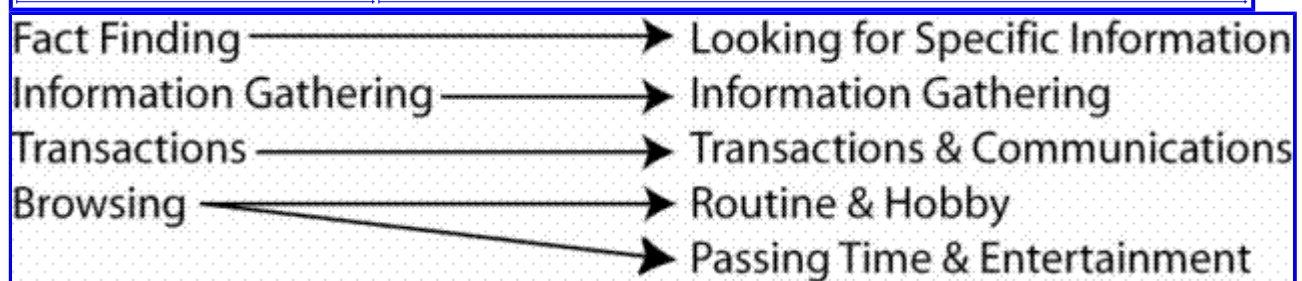 Fact Finding Looking for Specific Information
Information Gathering Information Gathering
Transactions Transactions & Communications
Browsing Routine & Hobby
Passing Time & Entertainment